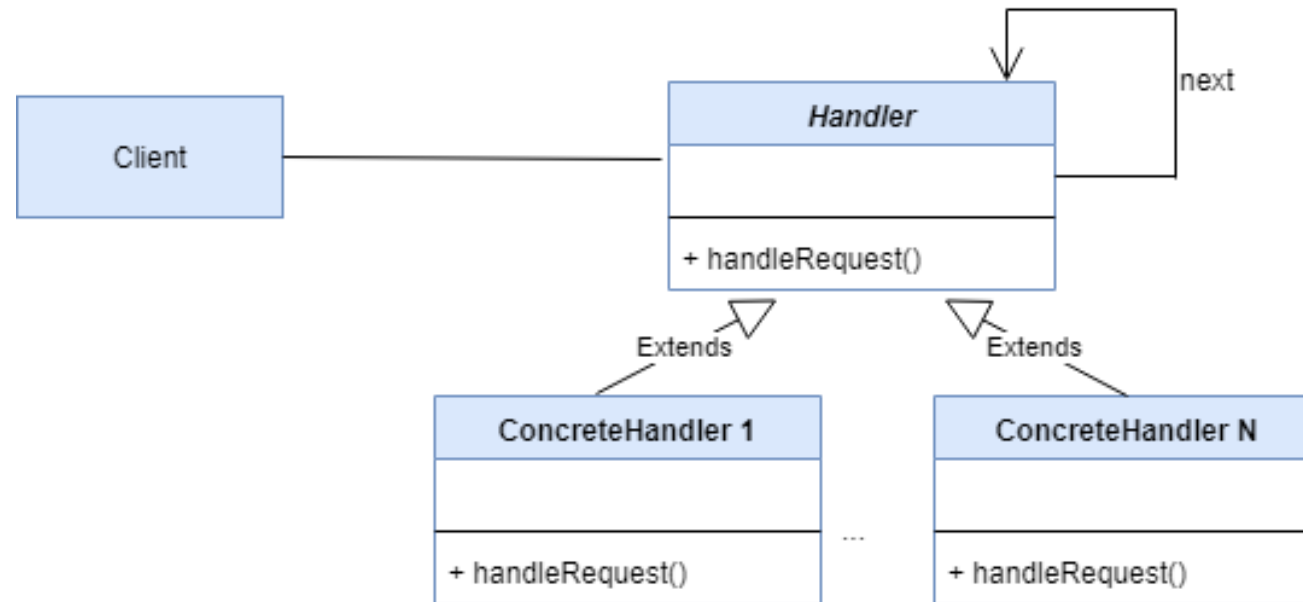 next
Handler
Client
+ handleRequest()
Extends
Extends
ConcreteHandler 1
ConcreteHandler N
...
+ handleRequest()
+ handleRequest()